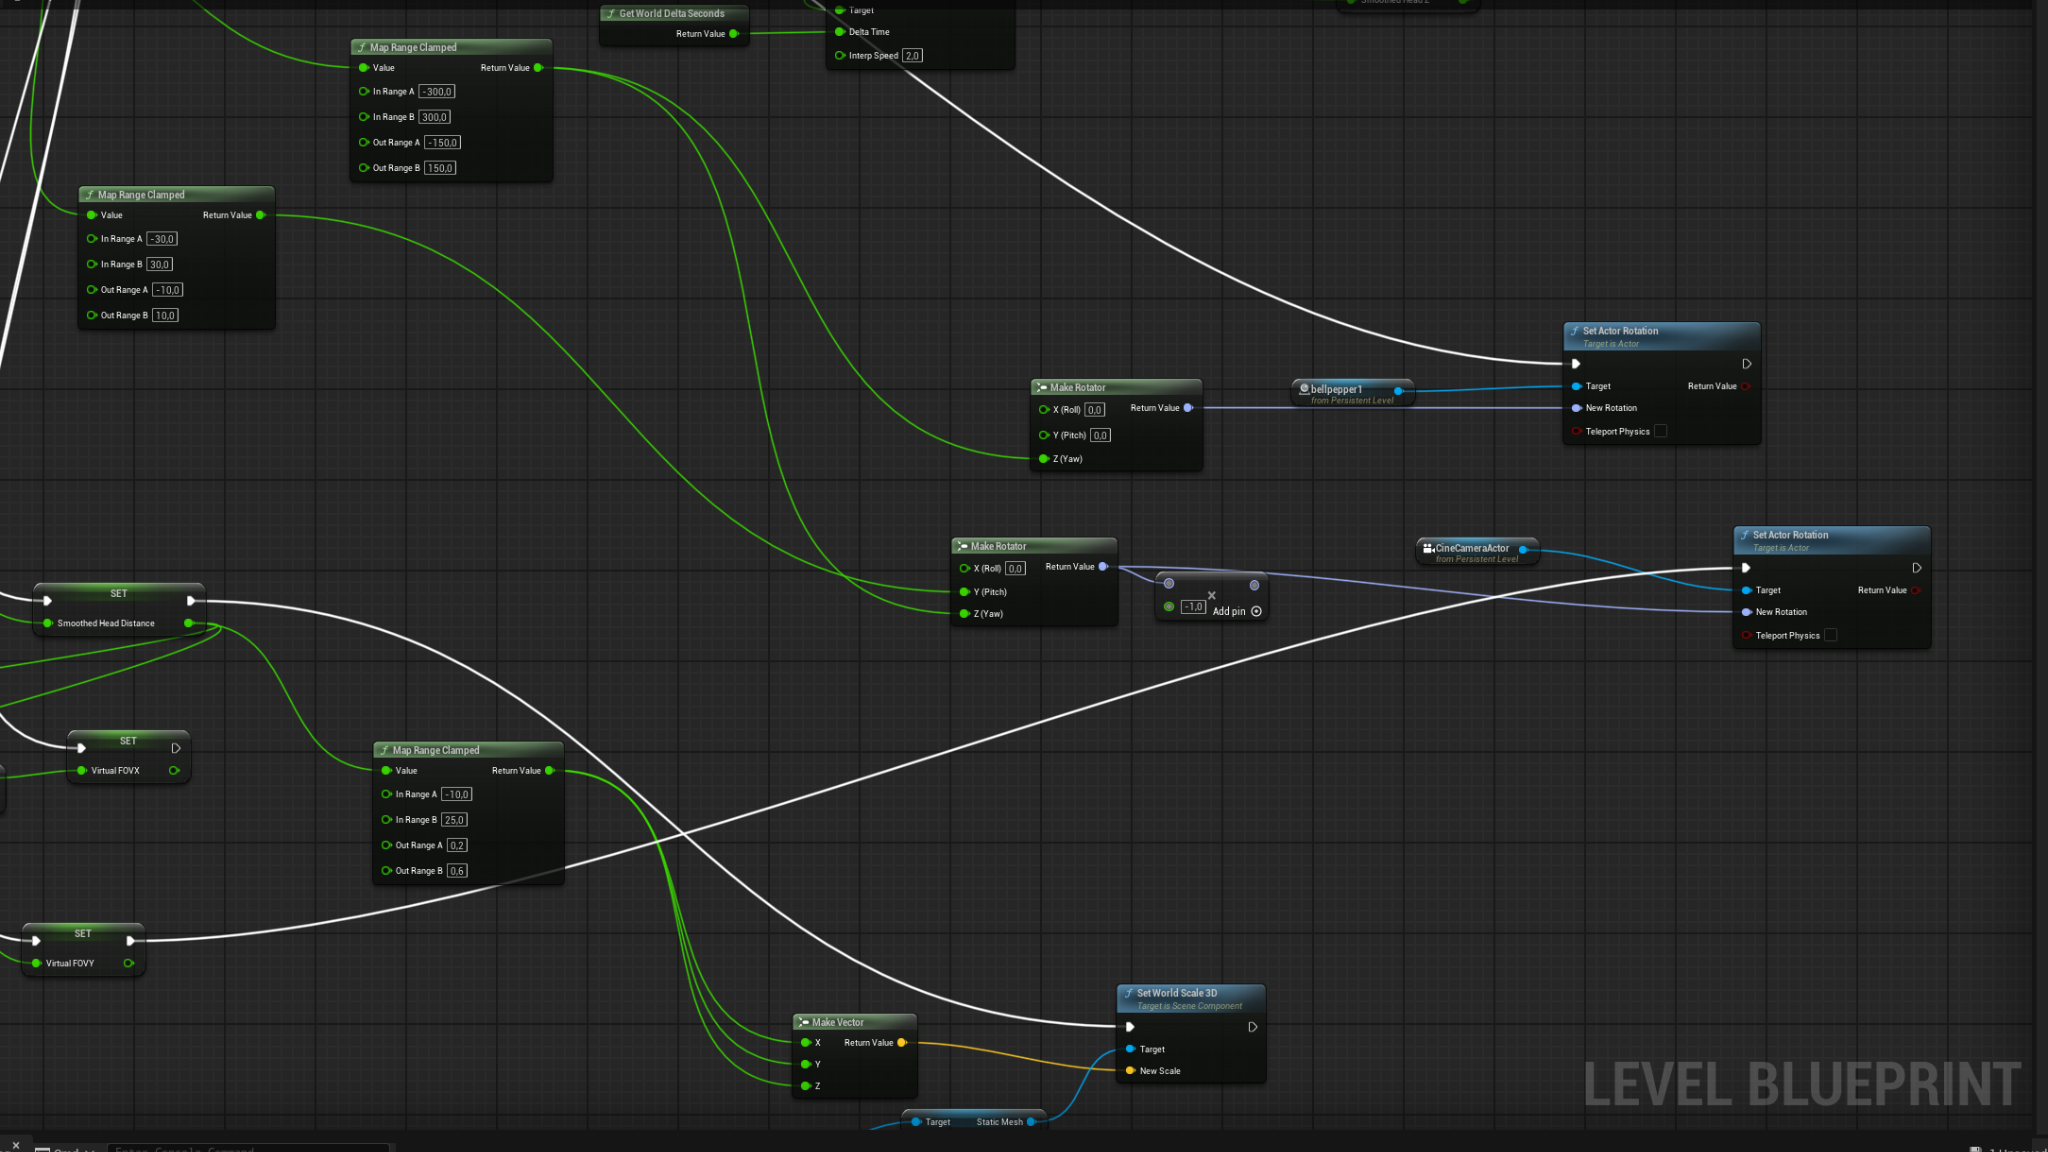 Get World Delta Seconds
Return Value
Target
Delta Time
Interp Speed 2,0
Smoothed Head Z
Map Range Clamped
Value Return Value
In Range A -300,0
In Range B 300,0
Out Range A -150,0
Out Range B 150,0
Map Range Clamped
Value Return Value
In Range A -30,0
In Range B 30,0
Out Range A -10,0
Out Range B 10,0
Set Actor Rotation
Target is Actor
Target Return Value
New Rotation
Teleport Physics
Make Rotator
X (Roll) 0,0 Return Value
Y (Pitch) 0,0
Z (Yaw)
bellpepper1
from Persistent Level
Make Rotator
X (Roll) 0,0 Return Value
Y (Pitch)
Z (Yaw)
-1,0 Add pin
CineCameraActor
from Persistent Level
Set Actor Rotation
Target is Actor
Target Return Value
New Rotation
Teleport Physics
SET
Smoothed Head Distance
SET
Virtual FOVX
Map Range Clamped
Value Return Value
In Range A -10,0
In Range B 25,0
Out Range A 0,2
Out Range B 0,6
SET
Virtual FOVY
Make Vector
X Return Value
Y
Z
Set World Scale 3D
Target is Scene Component
Target
New Scale
Target Static Mesh
LEVEL BLUEPRINT